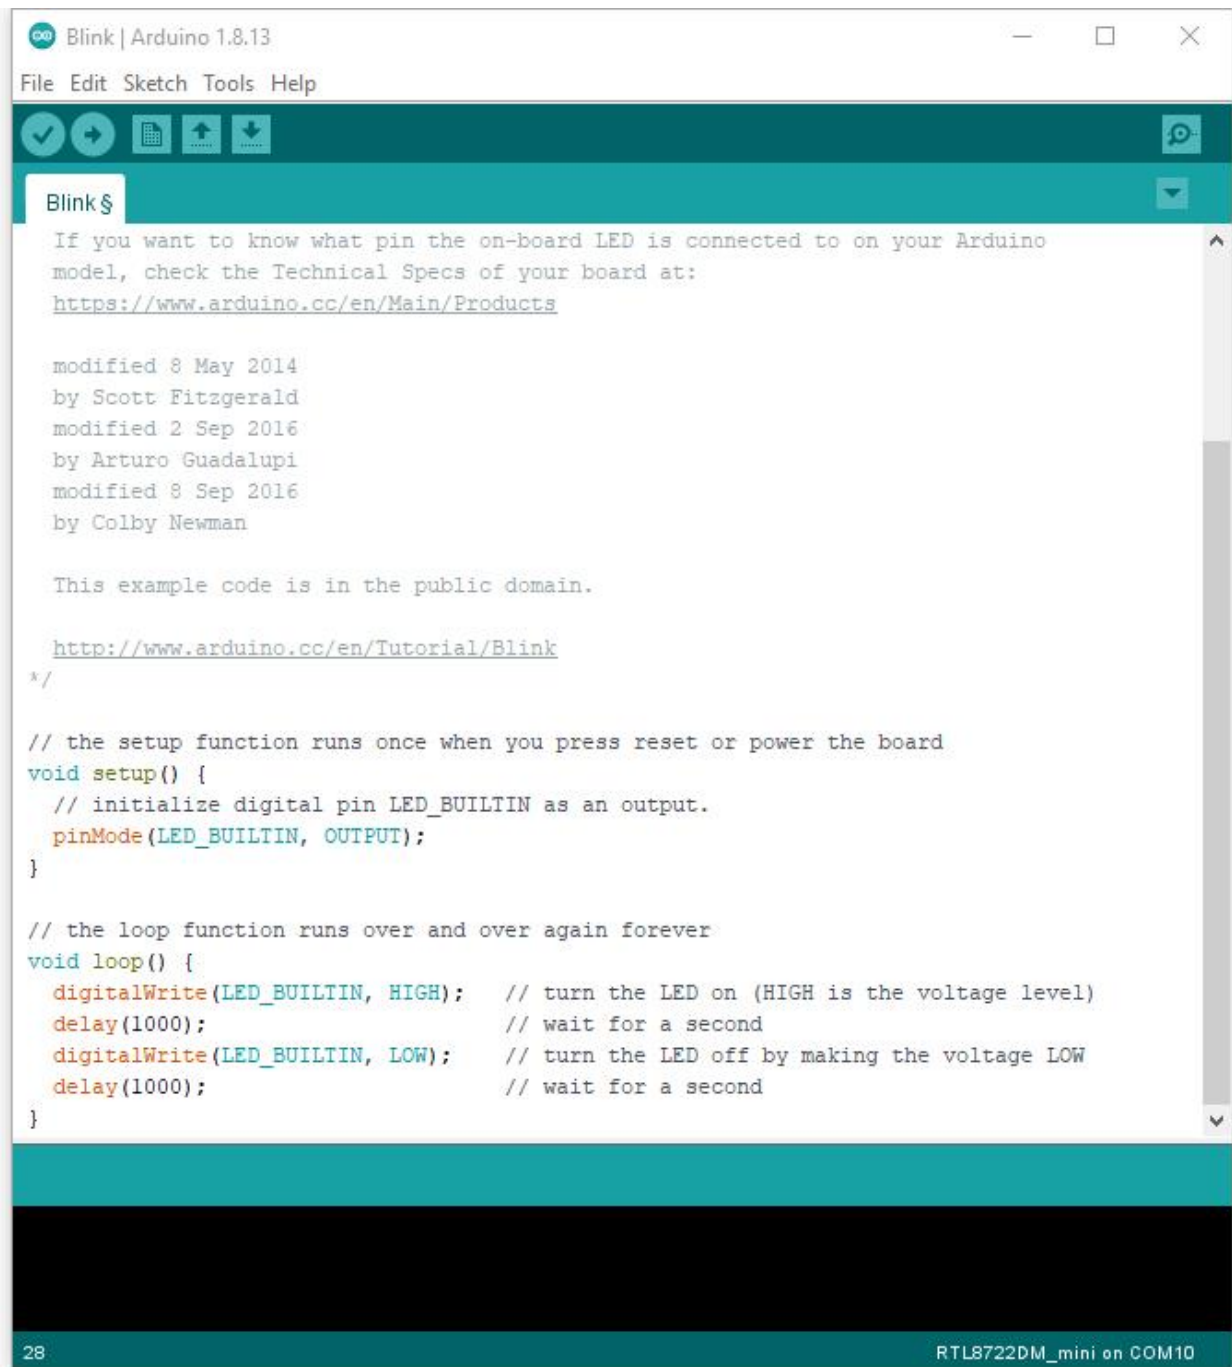 Blink | Arduino 1.8.13
File Edit Sketch Tools Help
Blink §
If you want to know what pin the on-board LED is connected to on your Arduino
model, check the Technical Specs of your board at:
https://www.arduino.cc/en/Main/Products
modified 8 May 2014
by Scott Fitzgerald
modified 2 Sep 2016
by Arturo Guadalupi
modified 8 Sep 2016
by Colby Newman
This example code is in the public domain.
http://www.arduino.cc/en/Tutorial/Blink
*/
// the setup function runs once when you press reset or power the board
void setup() {
  // initialize digital pin LED_BUILTIN as an output.
  pinMode(LED_BUILTIN, OUTPUT);
}
// the loop function runs over and over again forever
void loop() {
  digitalWrite(LED_BUILTIN, HIGH);   // turn the LED on (HIGH is the voltage level)
  delay(1000);                       // wait for a second
  digitalWrite(LED_BUILTIN, LOW);    // turn the LED off by making the voltage LOW
  delay(1000);                       // wait for a second
}
28 RTL8722DM_mini on COM10